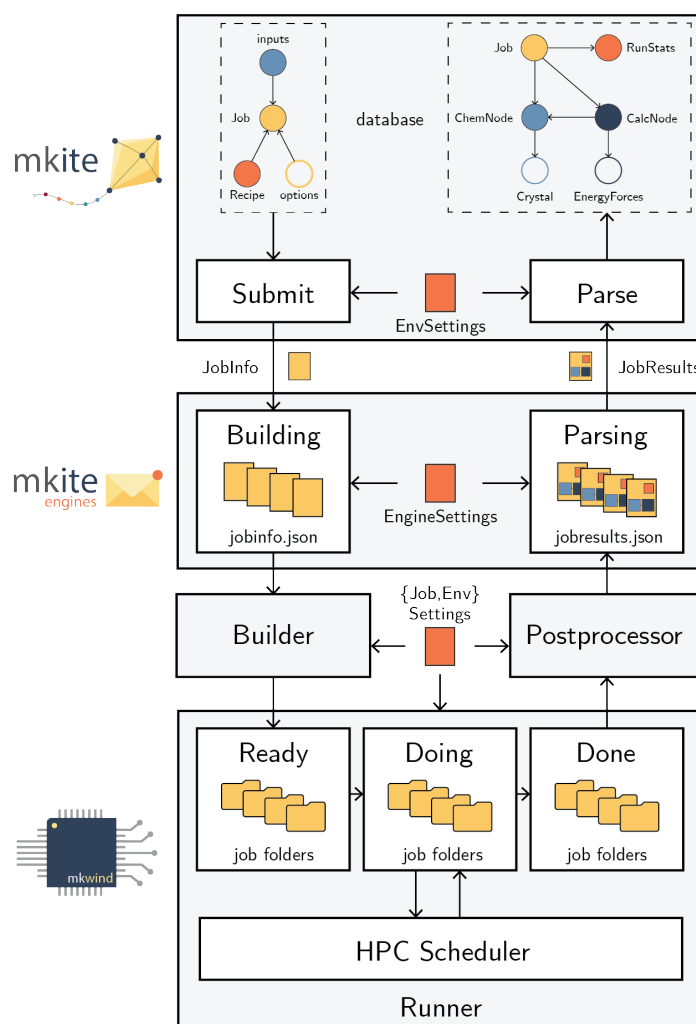 inputs
Job
Recipe
options
database
Job
RunStats
ChemNode
CalcNode
Crystal
EnergyForces
mkite
Submit
EnvSettings
Parse
JobInfo
JobResults
mkite
engines
Building
jobinfo.json
EngineSettings
Parsing
jobresults.json
Builder
{Job,Env}
Settings
Postprocessor
Ready
job folders
Doing
job folders
Done
job folders
mkwind
HPC Scheduler
Runner